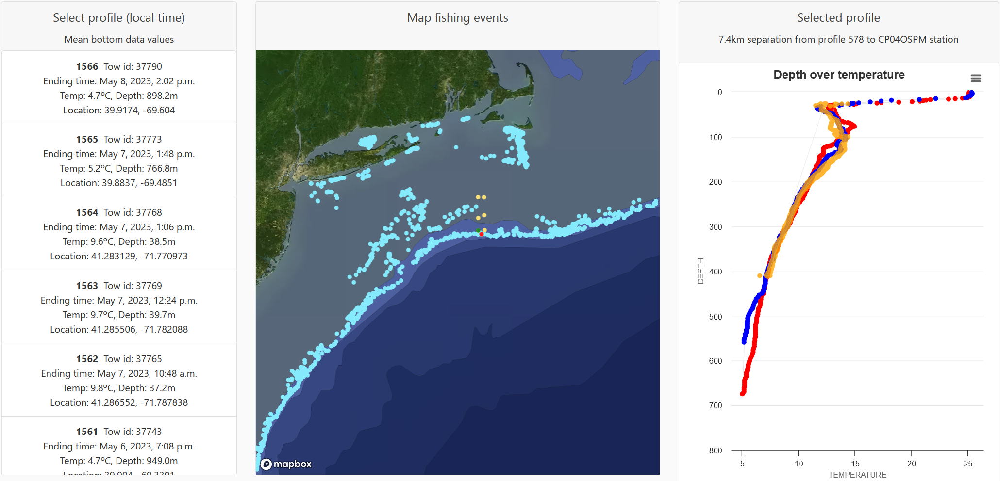 Select profile (local time)
Mean bottom data values
1566 Tow id: 37790
Ending time: May 8, 2023, 2:02 p.m.
Temp: 4.7ºC, Depth: 898.2m
Location: 39.9174, -69.604
1565 Tow id: 37773
Ending time: May 7, 2023, 1:48 p.m.
Temp: 5.2ºC, Depth: 766.8m
Location: 39.8837, -69.4851
1564 Tow id: 37768
Ending time: May 7, 2023, 1:06 p.m.
Temp: 9.6ºC, Depth: 38.5m
Location: 41.283129, -71.770973
1563 Tow id: 37769
Ending time: May 7, 2023, 12:24 p.m.
Temp: 9.7ºC, Depth: 39.7m
Location: 41.285506, -71.782088
1562 Tow id: 37765
Ending time: May 7, 2023, 10:48 a.m.
Temp: 9.8ºC, Depth: 37.2m
Location: 41.286552, -71.787838
1561 Tow id: 37743
Ending time: May 6, 2023, 7:08 p.m.
Temp: 4.7ºC, Depth: 949.0m
Location:
Map fishing events
mapbox
Selected profile
7.4km separation from profile 578 to CP04OSPM station
Depth over temperature
0
100
200
300
400
500
600
700
800
DEPTH
5 10 15 20 25
TEMPERATURE